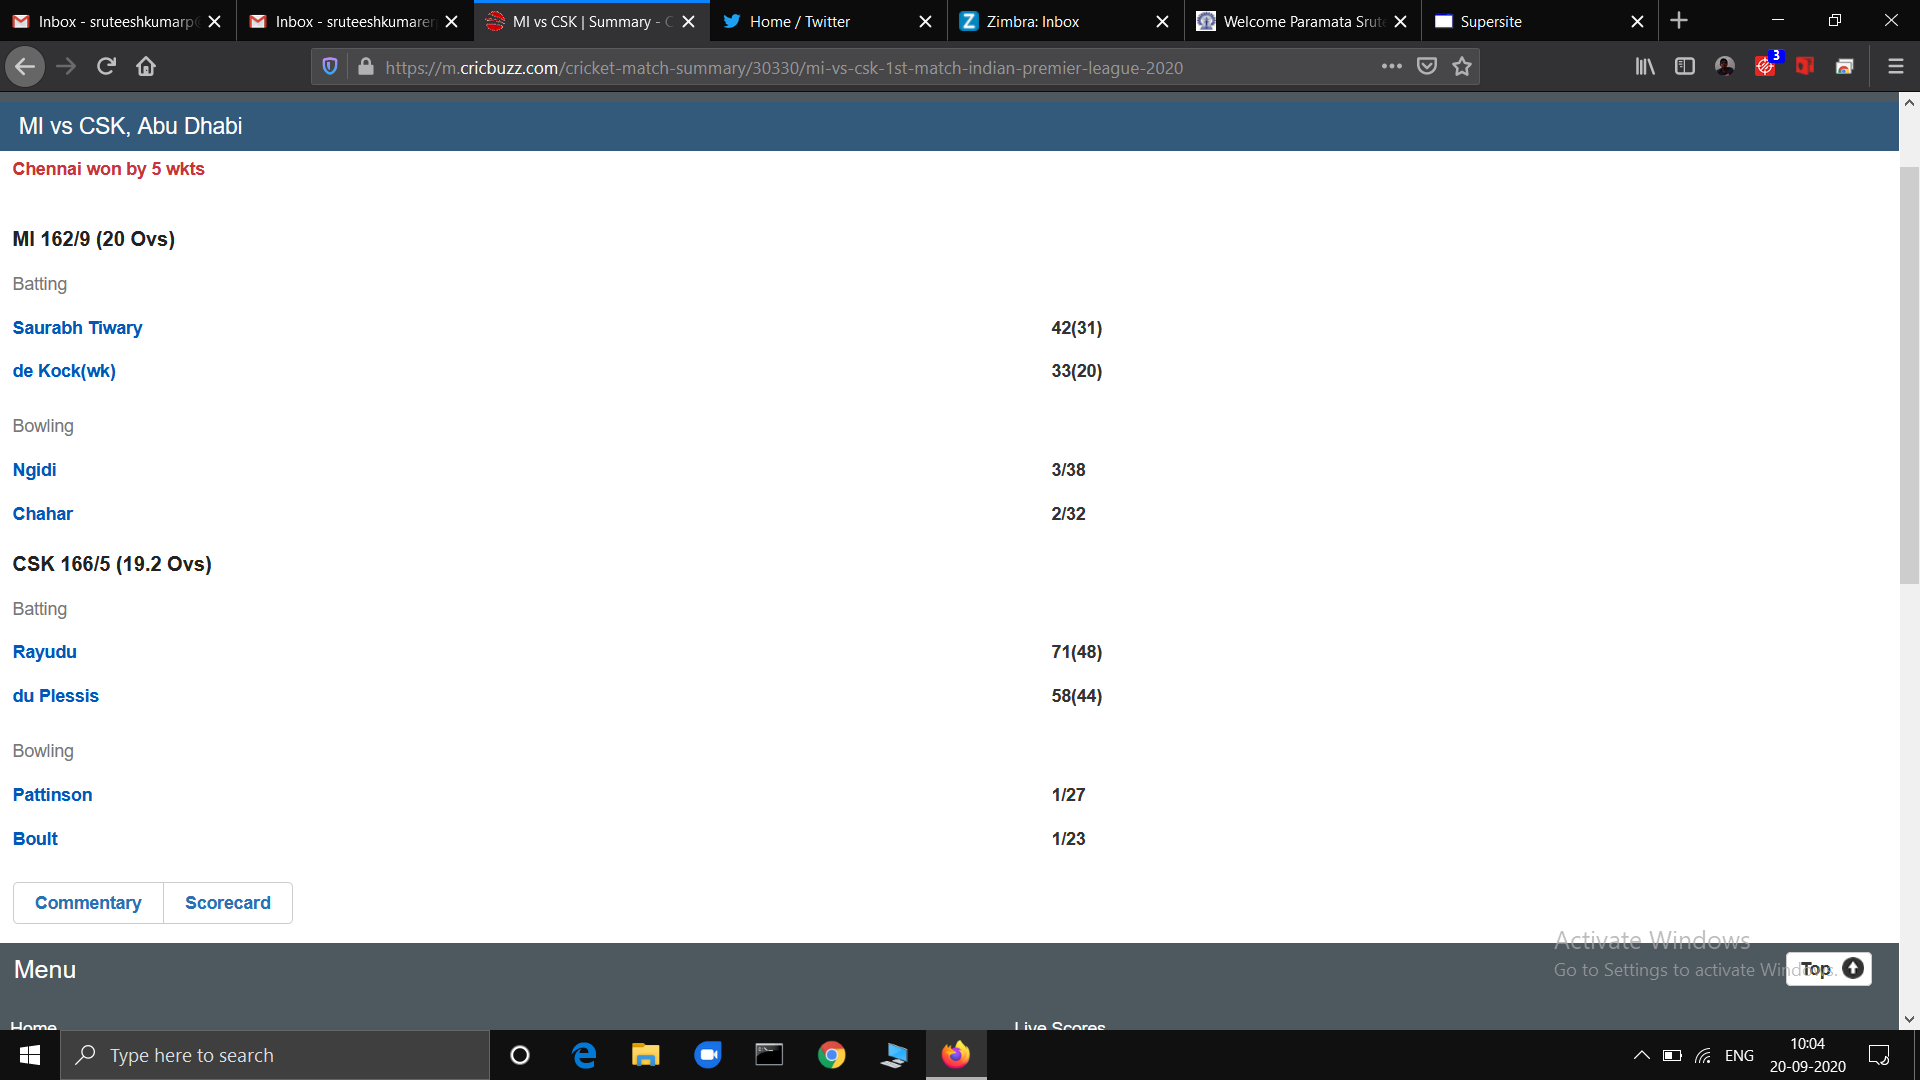 Inbox - sruteeshkumarp
Inbox - sruteeshkumarer
MI vs CSK | Summary - C
Home / Twitter
Zimbra: Inbox
Welcome Paramata Srute
Supersite
https://m.cricbuzz.com/cricket-match-summary/30330/mi-vs-csk-1st-match-indian-premier-league-2020
3
MI vs CSK, Abu Dhabi
Chennai won by 5 wkts
MI 162/9 (20 Ovs)
Batting
Saurabh Tiwary 42(31)
de Kock(wk) 33(20)
Bowling
Ngidi 3/38
Chahar 2/32
CSK 166/5 (19.2 Ovs)
Batting
Rayudu 71(48)
du Plessis 58(44)
Bowling
Pattinson 1/27
Boult 1/23
Commentary Scorecard
Activate Windows
Go to Settings to activate Windows.
Menu
Top
Home Live Scores
Type here to search
ENG
10:04
20-09-2020